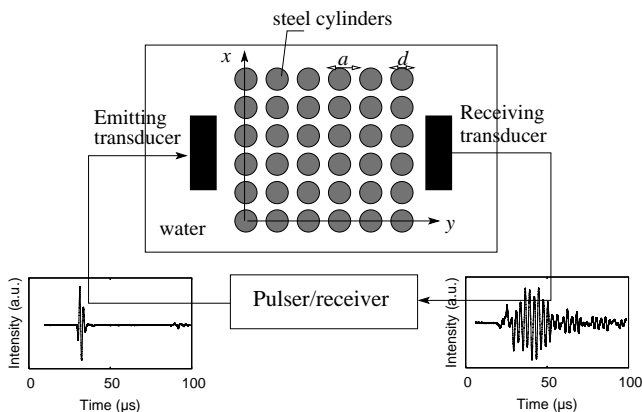 steel cylinders
x
a
d
Emitting
transducer
Receiving
transducer
water
y
Pulser/receiver
Intensity (a.u.)
0
50
100
Time (µs)
Intensity (a.u.)
0
50
100
Time (µs)